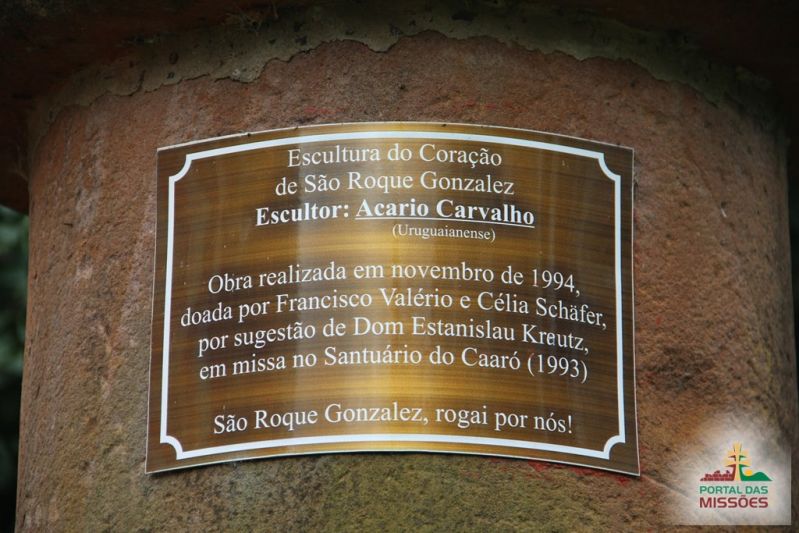 Escultura do Coração
de São Roque Gonzalez
Escultor: Acario Carvalho
(Uruguaianense)
Obra realizada em novembro de 1994,
doada por Francisco Valério e Célia Schäfer,
por sugestão de Dom Estanislau Kreutz,
em missa no Santuário do Caaró (1993)
São Roque Gonzalez, rogai por nós!
PORTAL DAS
MISSÕES